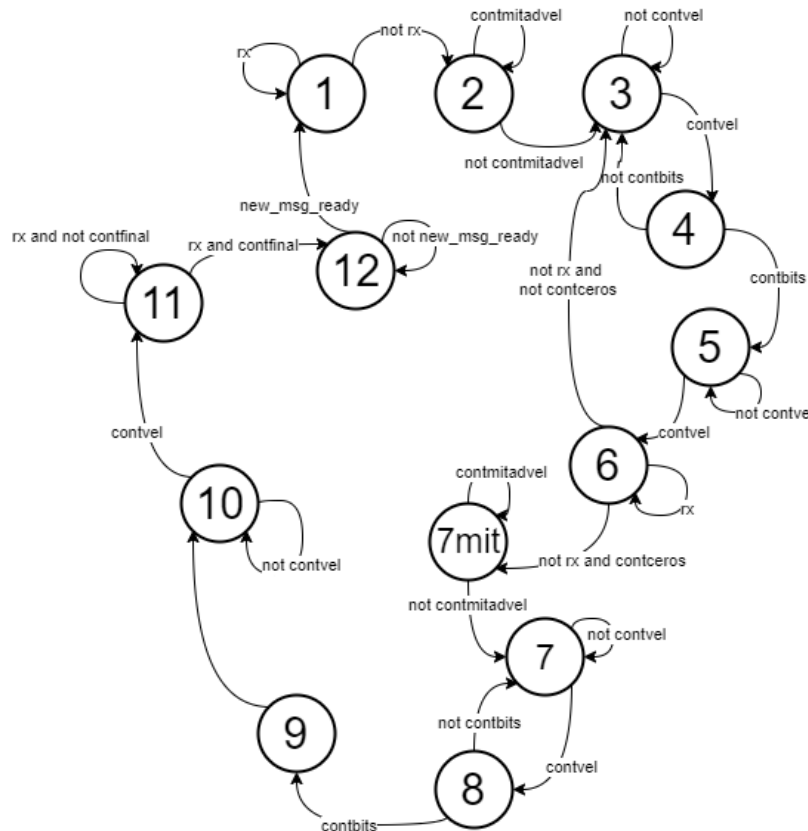 not rx
contmitadvel
not contvel
rx
1
2
3
contvel
not contmitadvel
not contbits
new_msg_ready
4
rx and not contfinal
rx and contfinal
not new_msg_ready
12
11
not rx and
not contceros
contbits
5
not contve
contvel
contvel
6
contmitadvel
10
rx
7mit
not contvel
not rx and contceros
not contmitadvel
7
not contvel
9
not contbits
contvel
8
contbits